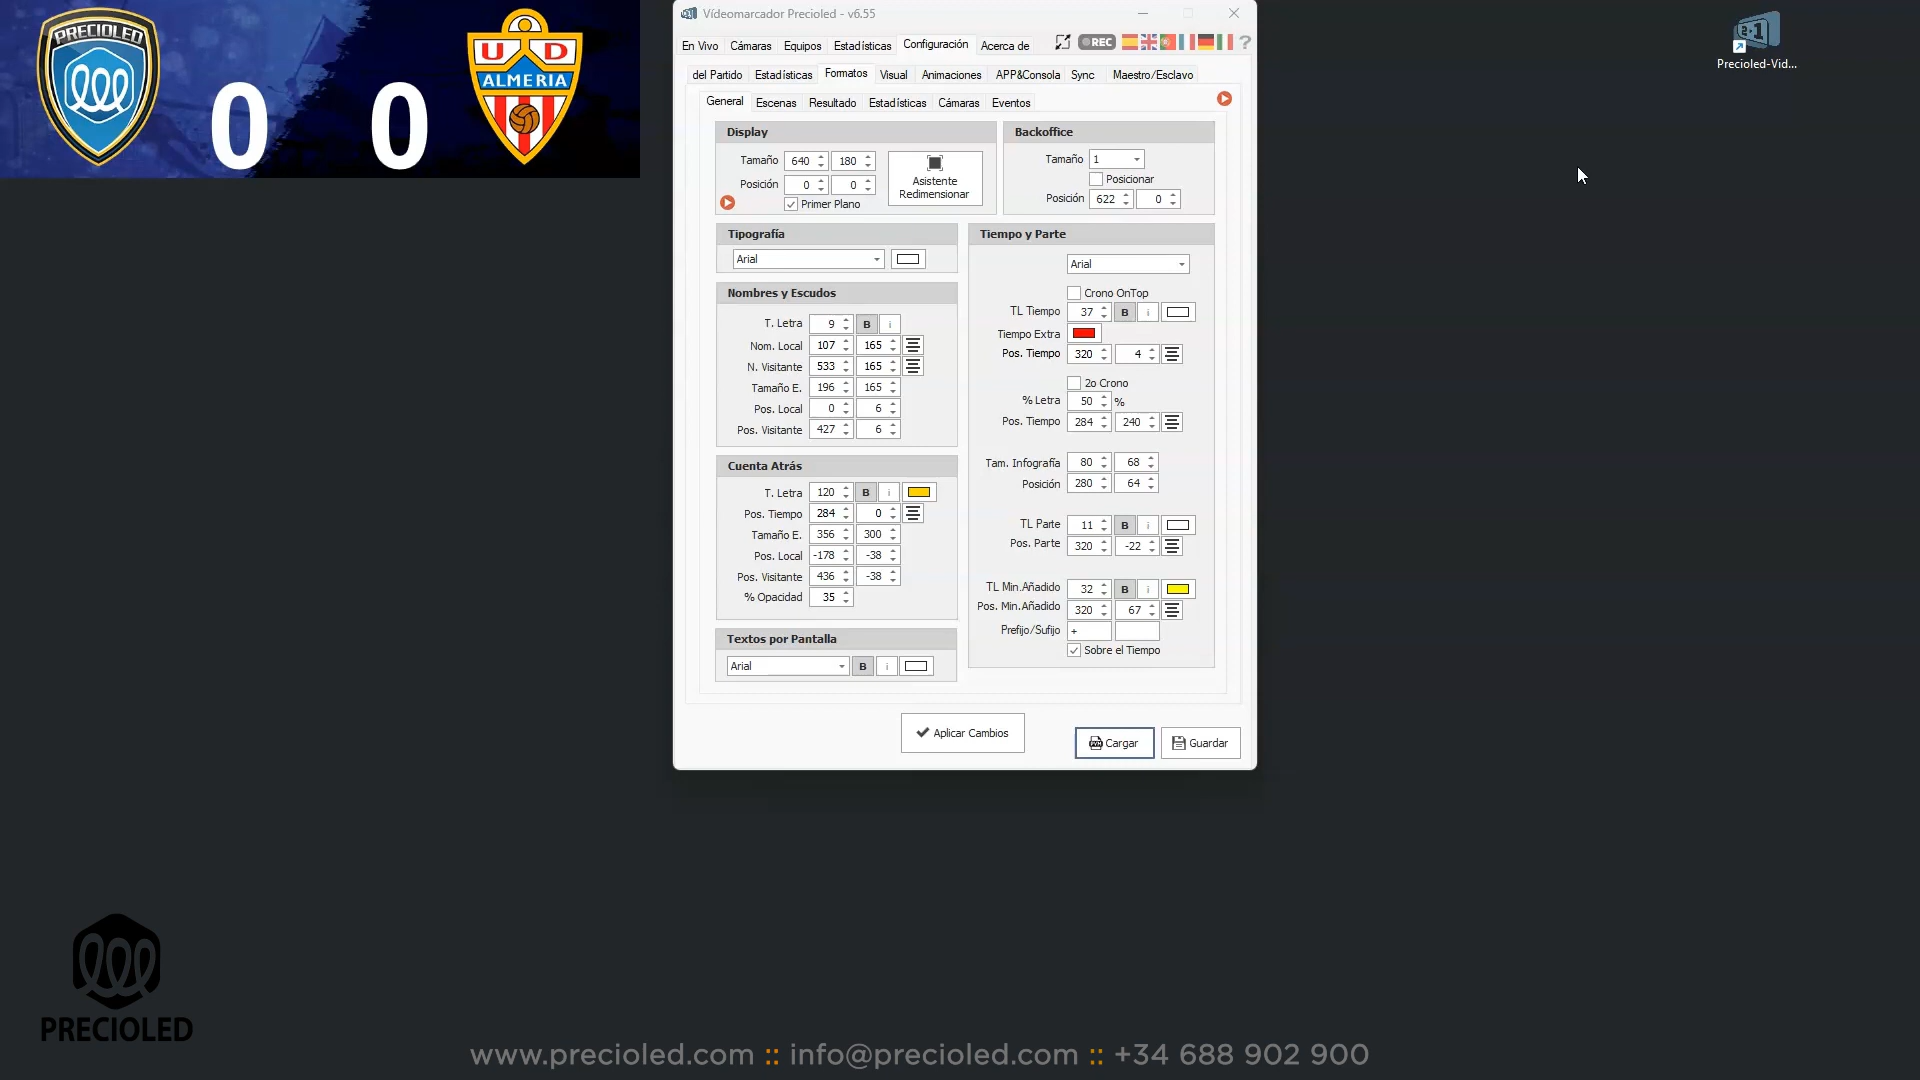 PRECIOLED
UD
ALMERIA
0 0
Vídeomarcador Precioled - v6.55
En Vivo Cámaras Equipos Estadísticas Configuración Acerca de REC ?
del Partido Estadísticas Formatos Visual Animaciones APP&Consola Sync Maestro/Esclavo
General Escenas Resultado Estadísticas Cámaras Eventos
Display
Tamaño 640 180
Posición 0 0
Primer Plano
Asistente
Redimensionar
Backoffice
Tamaño 1
Posicionar
Posición 622 0
Tipografía
Arial
Nombres y Escudos
T. Letra 9 B i
Nom. Local 107 165
N. Visitante 533 165
Tamaño E. 196 165
Pos. Local 0 6
Pos. Visitante 427 6
Cuenta Atrás
T. Letra 120 B i
Pos. Tiempo 284 0
Tamaño E. 356 300
Pos. Local -178 -38
Pos. Visitante 436 -38
% Opacidad 35
Textos por Pantalla
Arial B i
Tiempo y Parte
Arial
Crono OnTop
TL Tiempo 37 B i
Tiempo Extra
Pos. Tiempo 320 4
2o Crono
% Letra 50 %
Pos. Tiempo 284 240
Tam. Infografía 80 68
Posición 280 64
TL Parte 11 B i
Pos. Parte 320 -22
TL Min.Añadido 32 B i
Pos. Min.Añadido 320 67
Prefijo/Sufijo +
Sobre el Tiempo
Aplicar Cambios
Cargar
Guardar
2:1
Precioled-Vid...
PRECIOLED
www.precioled.com :: info@precioled.com :: +34 688 902 900